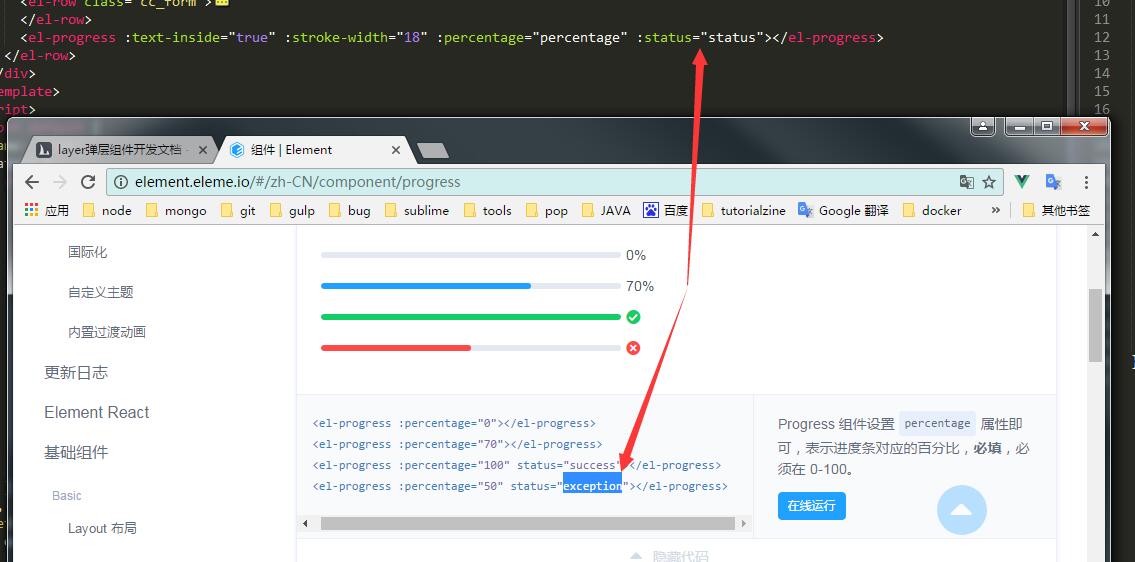 <el-row class="cc_form">
</el-row>
<el-progress :text-inside="true" :stroke-width="18" :percentage="percentage" :status="status"></el-progress>
</el-row>
/div>
emplate>
ript>
10
11
12
13
14
15
16
layer弹层组件开发文档 -
组件 | Element
element.eleme.io/#/zh-CN/component/progress
应用 node mongo git gulp bug sublime tools pop JAVA 百度 tutorialzine Google 翻译 docker » 其他书签
国际化
自定义主题
内置过渡动画
更新日志
Element React
基础组件
Basic
Layout 布局
0%
70%
<el-progress :percentage="0"></el-progress>
<el-progress :percentage="70"></el-progress>
<el-progress :percentage="100" status="success"></el-progress>
<el-progress :percentage="50" status="exception"></el-progress>
Progress 组件设置 percentage 属性即
可，表示进度条对应的百分比，必填，必
须在 0-100。
在线运行
隐藏代码